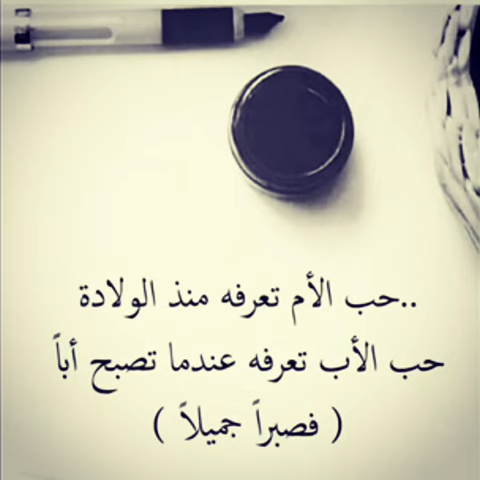 ..حب الأم تعرفه منذ الولادة
حب الأب تعرفه عندما تصبح أباً
( فصبراً جميلاً )